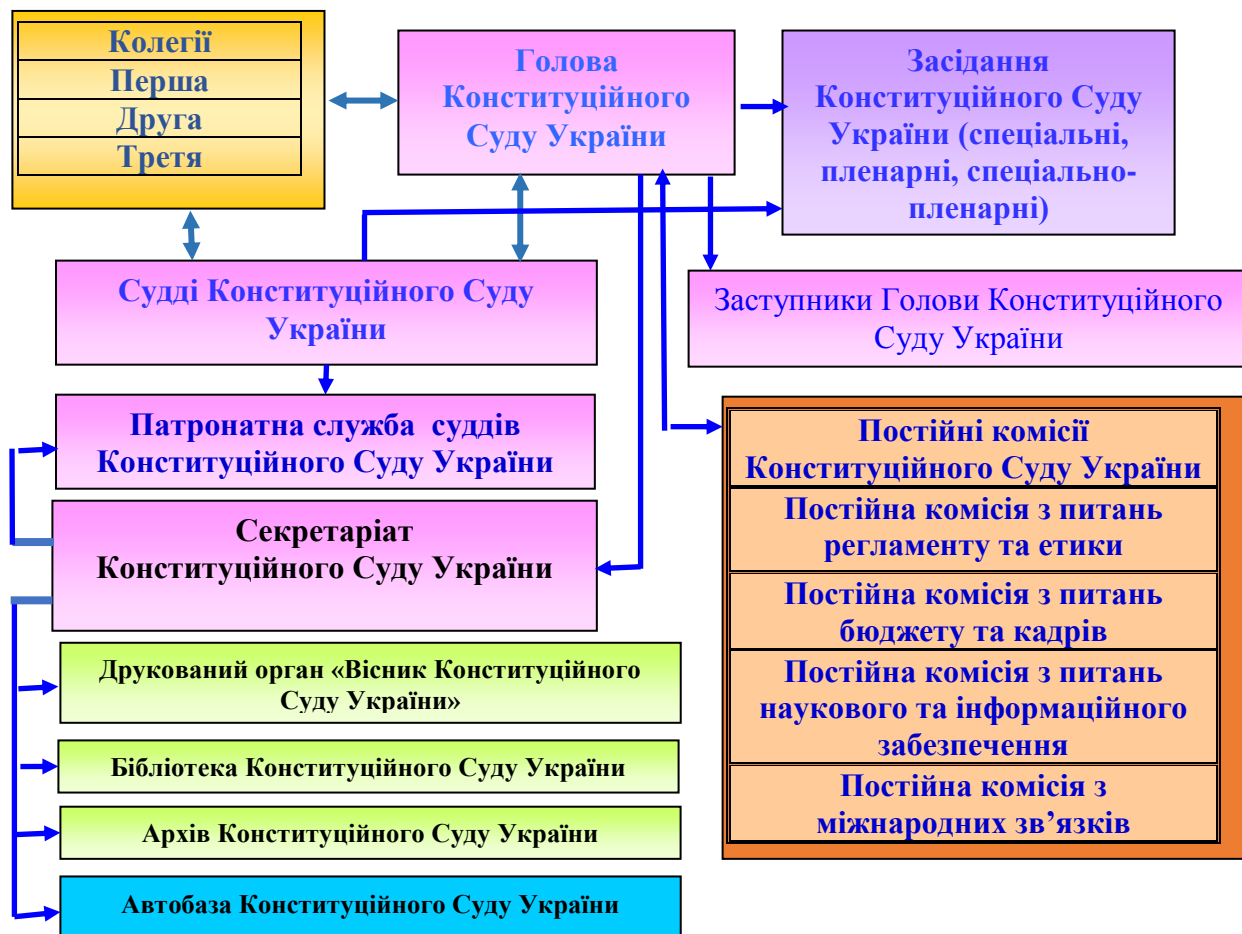 Колегії
Перша
Друга
Третя
Голова
Конституційного
Суду України
Засідання
Конституційного Суду
України (спеціальні,
пленарні, спеціально-
пленарні)
Судді Конституційного Суду
України
Заступники Голови Конституційного
Суду України
Патронатна служба суддів
Конституційного Суду України
Секретаріат
Конституційного Суду України
Друкований орган «Вісник Конституційного
Суду України»
Бібліотека Конституційного Суду України
Архів Конституційного Суду України
Автобаза Конституційного Суду України
Постійні комісії
Конституційного Суду України
Постійна комісія з питань
регламенту та етики
Постійна комісія з питань
бюджету та кадрів
Постійна комісія з питань
наукового та інформаційного
забезпечення
Постійна комісія з
міжнародних зв’язків